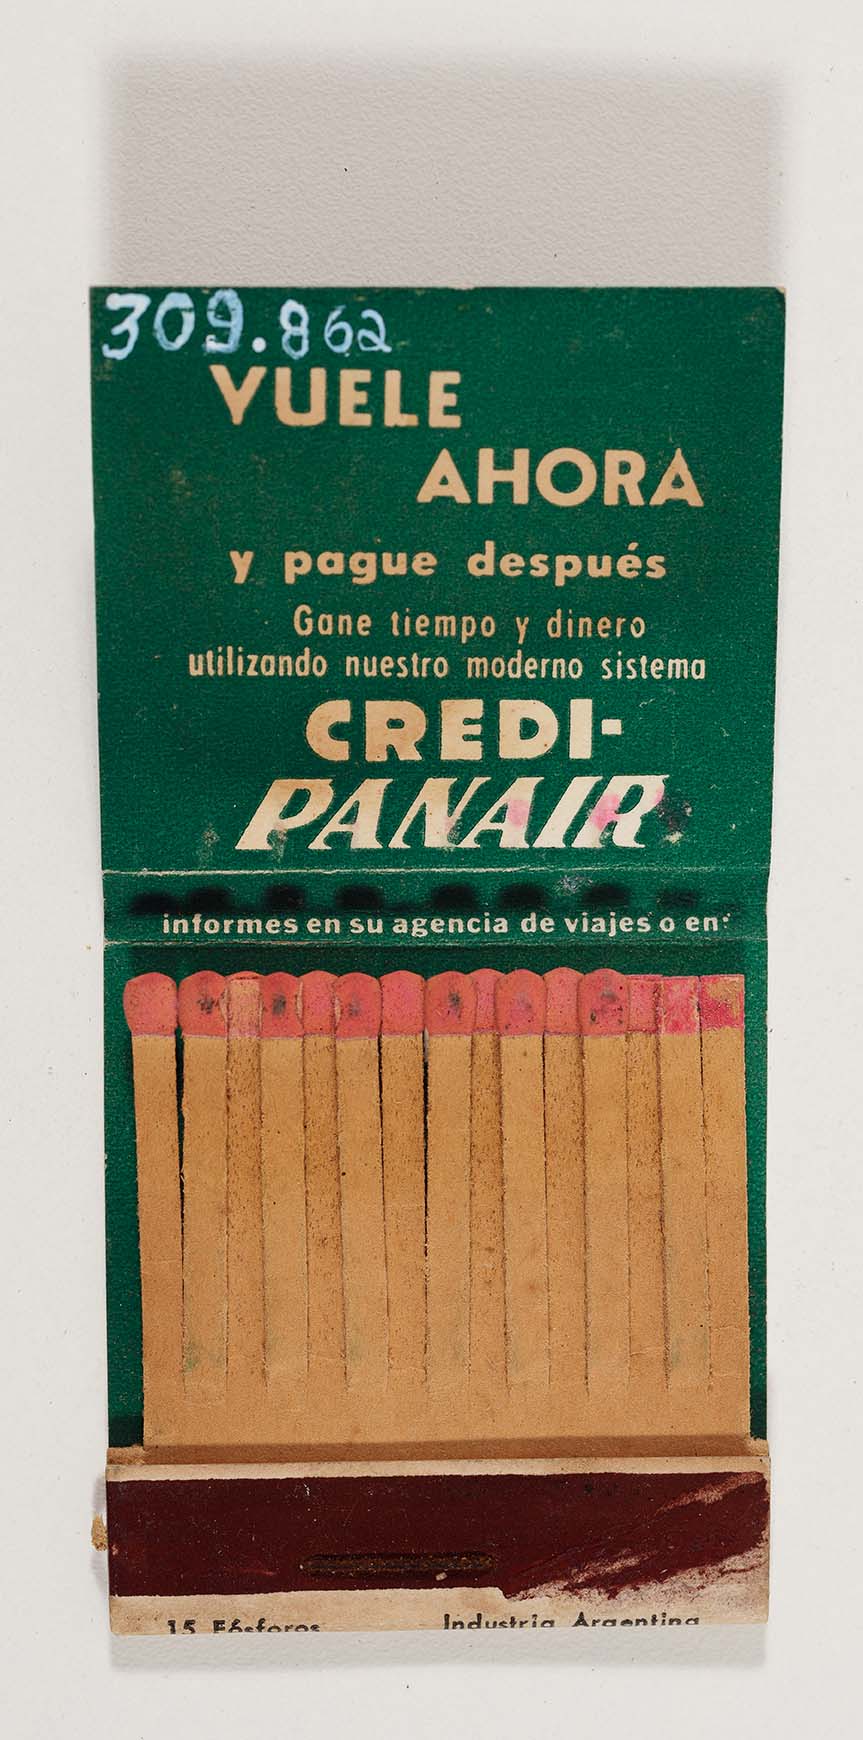 309.862
VUELE
AHORA
y pague después
Gane tiempo y dinero
utilizando nuestro moderno sistema
CREDI-
PANAIR
informes en su agencia de viajes o en:
15 Fósforos Industria Argentina